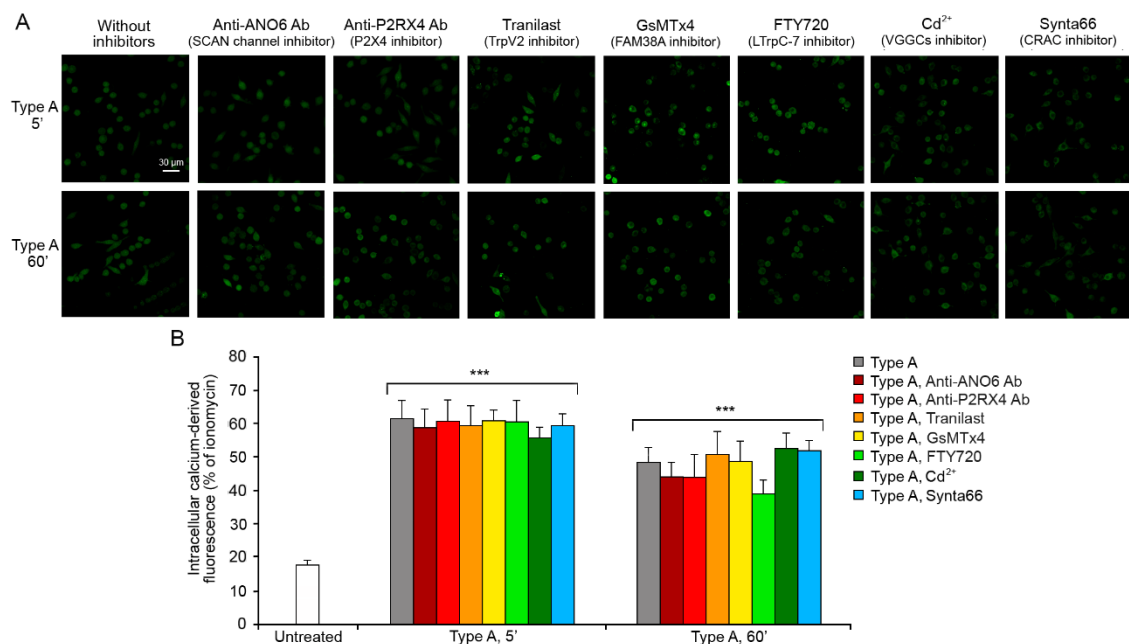 A
Without
inhibitors
Anti-ANO6 Ab
(SCAN channel inhibitor)
Anti-P2RX4 Ab
(P2X4 inhibitor)
Tranilast
(TrpV2 inhibitor)
GsMTx4
(FAM38A inhibitor)
FTY720
(LTrpC-7 inhibitor)
Cd²⁺
(VGGCs inhibitor)
Synta66
(CRAC inhibitor)
Type A
5'
30 µm
Type A
60'
B
Intracellular calcium-derived
fluorescence (% of ionomycin)
80
70
60
50
40
30
20
10
0
***
***
Untreated
Type A, 5'
Type A, 60'
Type A
Type A, Anti-ANO6 Ab
Type A, Anti-P2RX4 Ab
Type A, Tranilast
Type A, GsMTx4
Type A, FTY720
Type A, Cd²⁺
Type A, Synta66